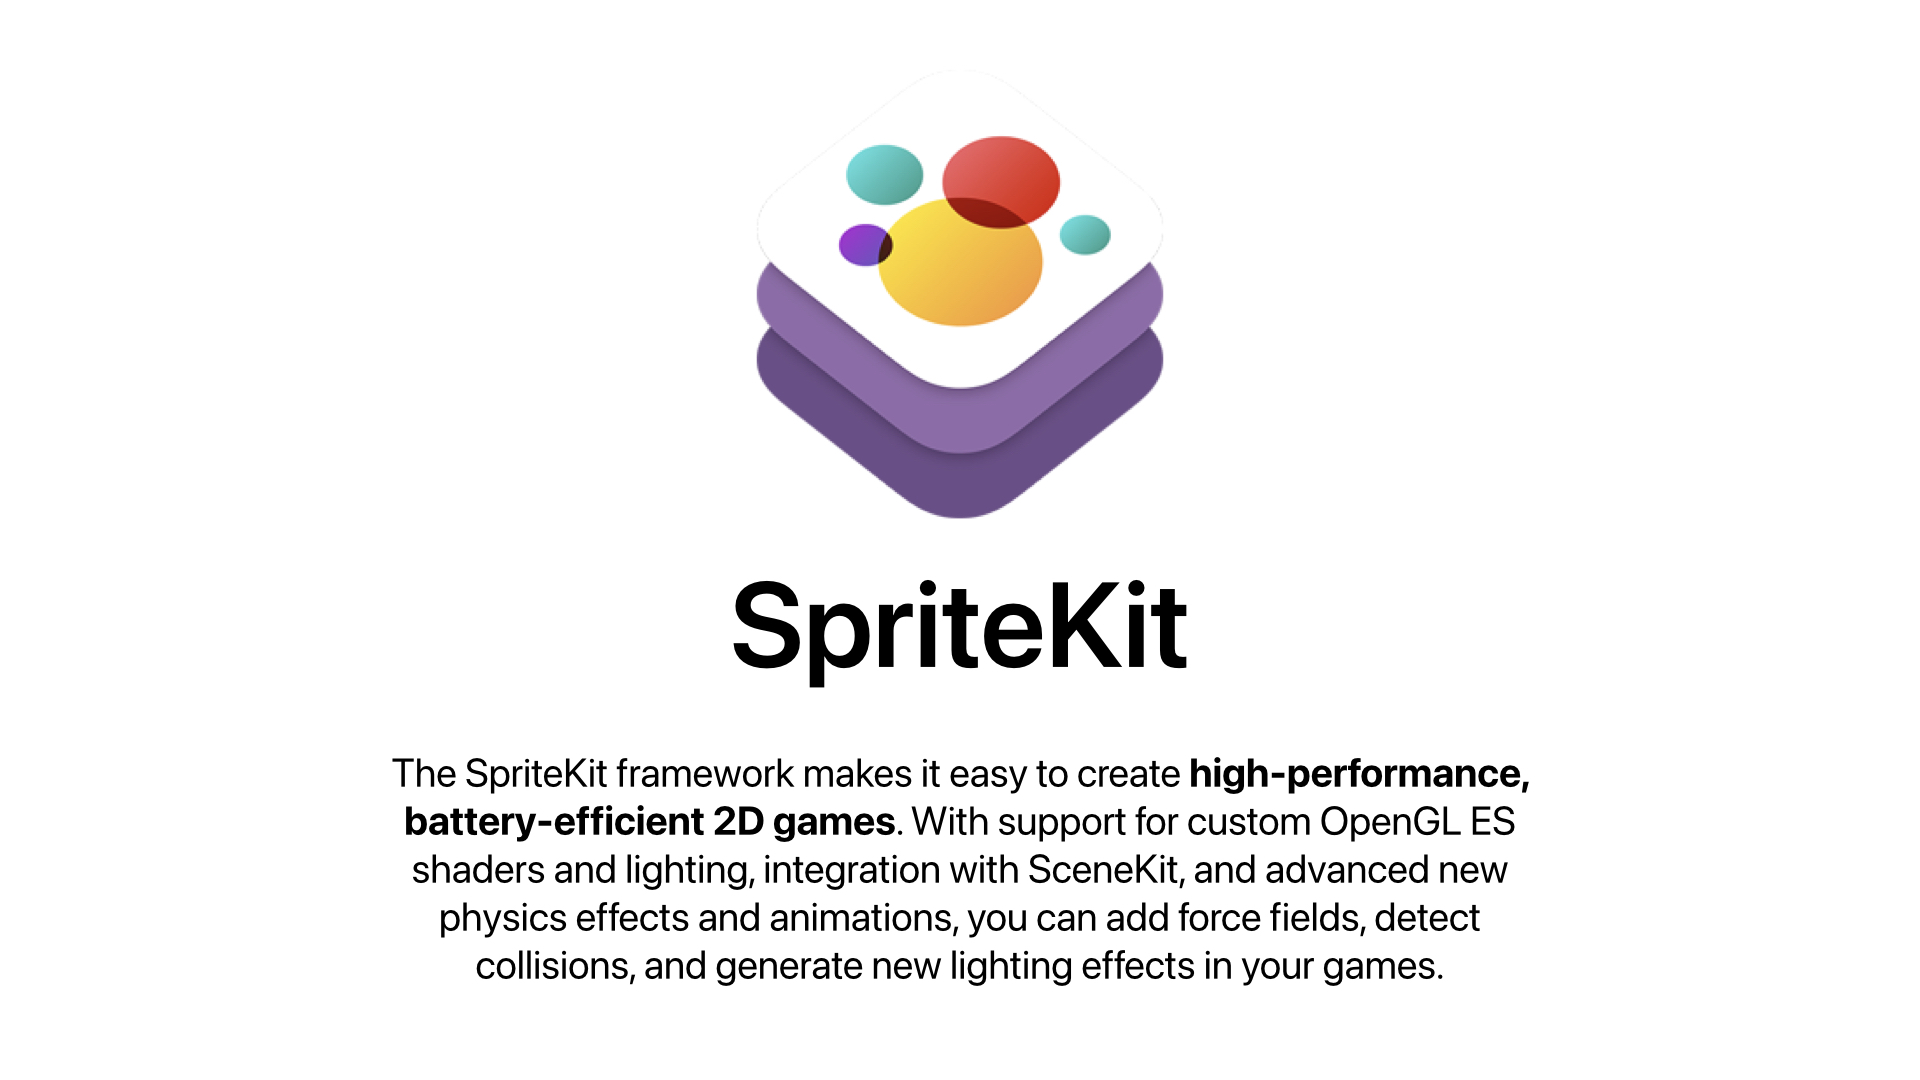 SpriteKit
The SpriteKit framework makes it easy to create high-performance,
battery-efficient 2D games. With support for custom OpenGL ES
shaders and lighting, integration with SceneKit, and advanced new
physics effects and animations, you can add force fields, detect
collisions, and generate new lighting effects in your games.